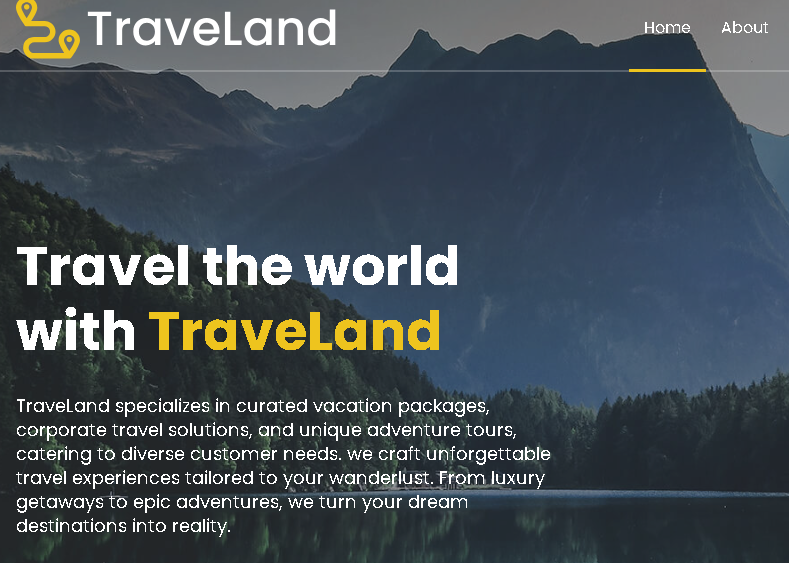 TraveLand
Home About
Travel the world
with TraveLand
TraveLand specializes in curated vacation packages,
corporate travel solutions, and unique adventure tours,
catering to diverse customer needs. we craft unforgettable
travel experiences tailored to your wanderlust. From luxury
getaways to epic adventures, we turn your dream
destinations into reality.